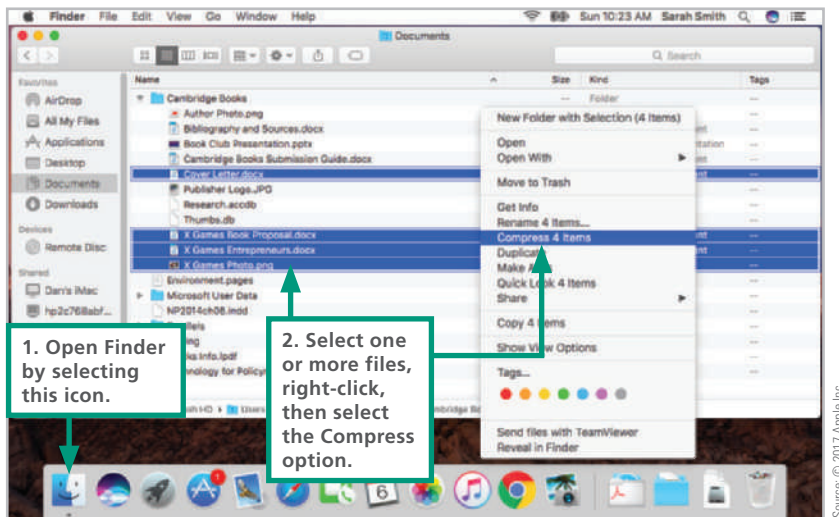 Finder File Edit View Go Window Help
Sun 10:23 AM Sarah Smith
Documents
Search
Favorites
AirDrop
All My Files
Applications
Desktop
Documents
Downloads
Devices
Remote Disc
Shared
Dan's iMac
hp2c768abf...
Name Size Kind Tags
Cambridge Books -- Folder --
Author Photo.png
Bibliography and Sources.docx
Book Club Presentation.pptx
Cambridge Books Submission Guide.docx
Cover Letter.docx
Publisher Logo.JPG
Research.accdb
Thumbs.db
X Games Book Proposal.docx
X Games Entrepreneurs.docx
X Games Photo.png
Environment.pages
Microsoft User Data
NP2014ch08.indd
New Folder with Selection (4 Items)
Open
Open With
Move to Trash
Get Info
Rename 4 Items...
Compress 4 Items
Duplicate
Make
Quick Look 4 Items
Share
Copy 4 Items
Show View Options
Tags...
Send files with TeamViewer
Reveal in Finder
1. Open Finder
by selecting
this icon.
2. Select one
or more files,
right-click,
then select
the Compress
option.
6
Source: © 2017 Apple Inc.